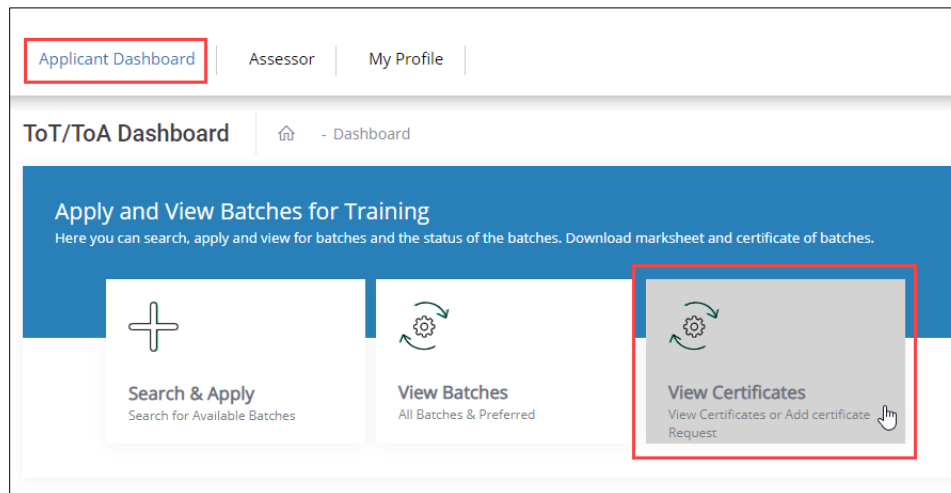 Applicant Dashboard Assessor My Profile
ToT/ToA Dashboard - Dashboard
Apply and View Batches for Training
Here you can search, apply and view for batches and the status of the batches. Download marksheet and certificate of batches.
Search & Apply
Search for Available Batches
View Batches
All Batches & Preferred
View Certificates
View Certificates or Add certificate
Request